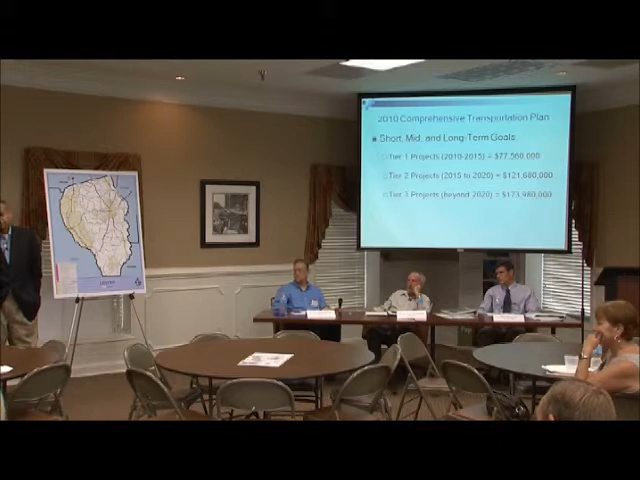 2010 Comprehensive Transportation Plan
Short, Mid, and Long-Term Goals
Tier 1 Projects (2010-2015) = $77,560,000
Tier 2 Projects (2015 to 2020) = $121,680,000
Tier 3 Projects (beyond 2020) = $173,980,000